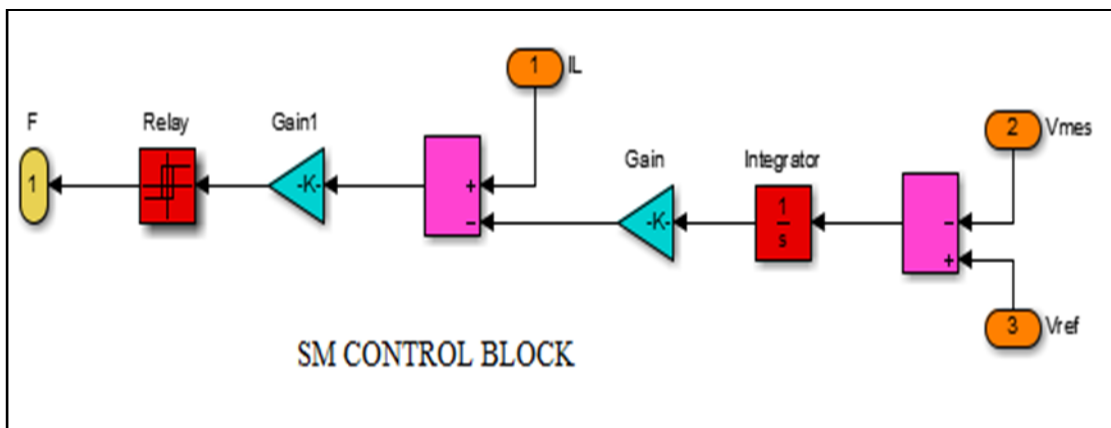 1 IL
F Relay Gain1
2 Vmes
Gain Integrator
1 -K- + − -K- 1/s − +
3 Vref
SM CONTROL BLOCK